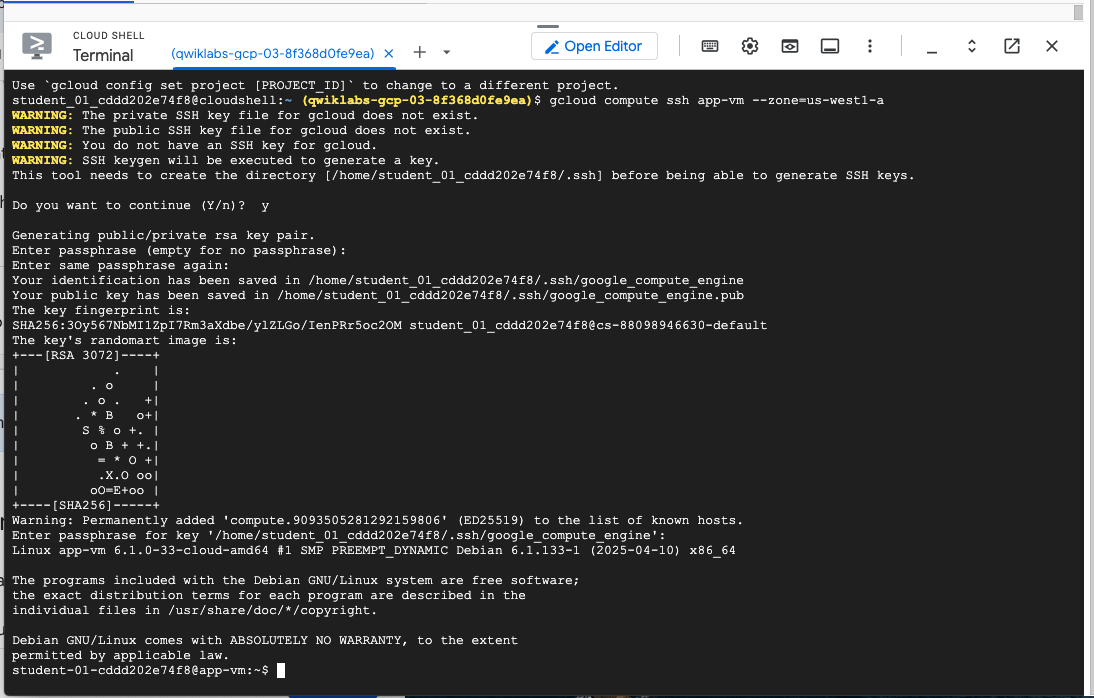 CLOUD SHELL
Terminal
(qwiklabs-gcp-03-8f368d0fe9ea)
Open Editor
Use `gcloud config set project [PROJECT_ID]` to change to a different project.
student_01_cddd202e74f8@cloudshell:~ (qwiklabs-gcp-03-8f368d0fe9ea)$ gcloud compute ssh app-vm --zone=us-west1-a
WARNING: The private SSH key file for gcloud does not exist.
WARNING: The public SSH key file for gcloud does not exist.
WARNING: You do not have an SSH key for gcloud.
WARNING: SSH keygen will be executed to generate a key.
This tool needs to create the directory [/home/student_01_cddd202e74f8/.ssh] before being able to generate SSH keys.
Do you want to continue (Y/n)?  y
Generating public/private rsa key pair.
Enter passphrase (empty for no passphrase):
Enter same passphrase again:
Your identification has been saved in /home/student_01_cddd202e74f8/.ssh/google_compute_engine
Your public key has been saved in /home/student_01_cddd202e74f8/.ssh/google_compute_engine.pub
The key fingerprint is:
SHA256:3Oy567NbMI1ZpI7Rm3aXdbe/ylZLGo/IenPRr5oc2OM student_01_cddd202e74f8@cs-88098946630-default
The key's randomart image is:
+---[RSA 3072]----+
|            .    |
|         . o     |
|        . o .   +|
|       . * B   o+|
|        S % o +. |
|         o B + +.|
|          = * O +|
|          .X.O oo|
|         oO=E+oo |
+----[SHA256]-----+
Warning: Permanently added 'compute.9093505281292159806' (ED25519) to the list of known hosts.
Enter passphrase for key '/home/student_01_cddd202e74f8/.ssh/google_compute_engine':
Linux app-vm 6.1.0-33-cloud-amd64 #1 SMP PREEMPT_DYNAMIC Debian 6.1.133-1 (2025-04-10) x86_64
The programs included with the Debian GNU/Linux system are free software;
the exact distribution terms for each program are described in the
individual files in /usr/share/doc/*/copyright.
Debian GNU/Linux comes with ABSOLUTELY NO WARRANTY, to the extent
permitted by applicable law.
student-01-cddd202e74f8@app-vm:~$